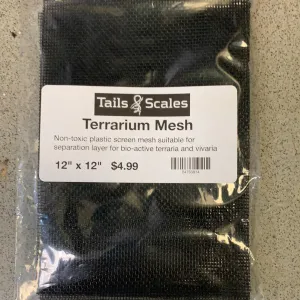 Tails & Scales
Terrarium Mesh
Non-toxic plastic screen mesh suitable for
separation layer for bio-active terraria and vivaria
12" x 12" $4.99